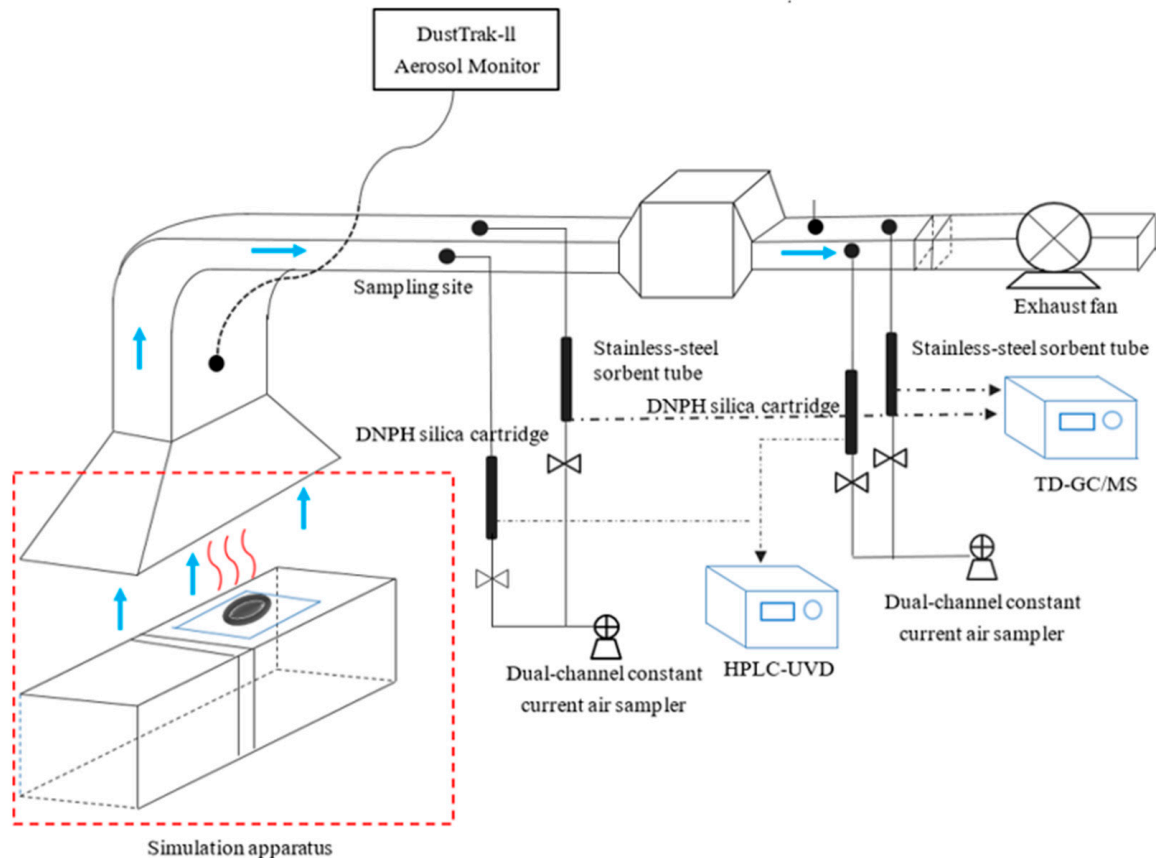 DustTrak-ll
Aerosol Monitor
Sampling site
Exhaust fan
Stainless-steel
sorbent tube
Stainless-steel sorbent tube
DNPH silica cartridge
DNPH silica cartridge
TD-GC/MS
HPLC-UVD
Dual-channel constant
current air sampler
Dual-channel constant
current air sampler
Simulation apparatus